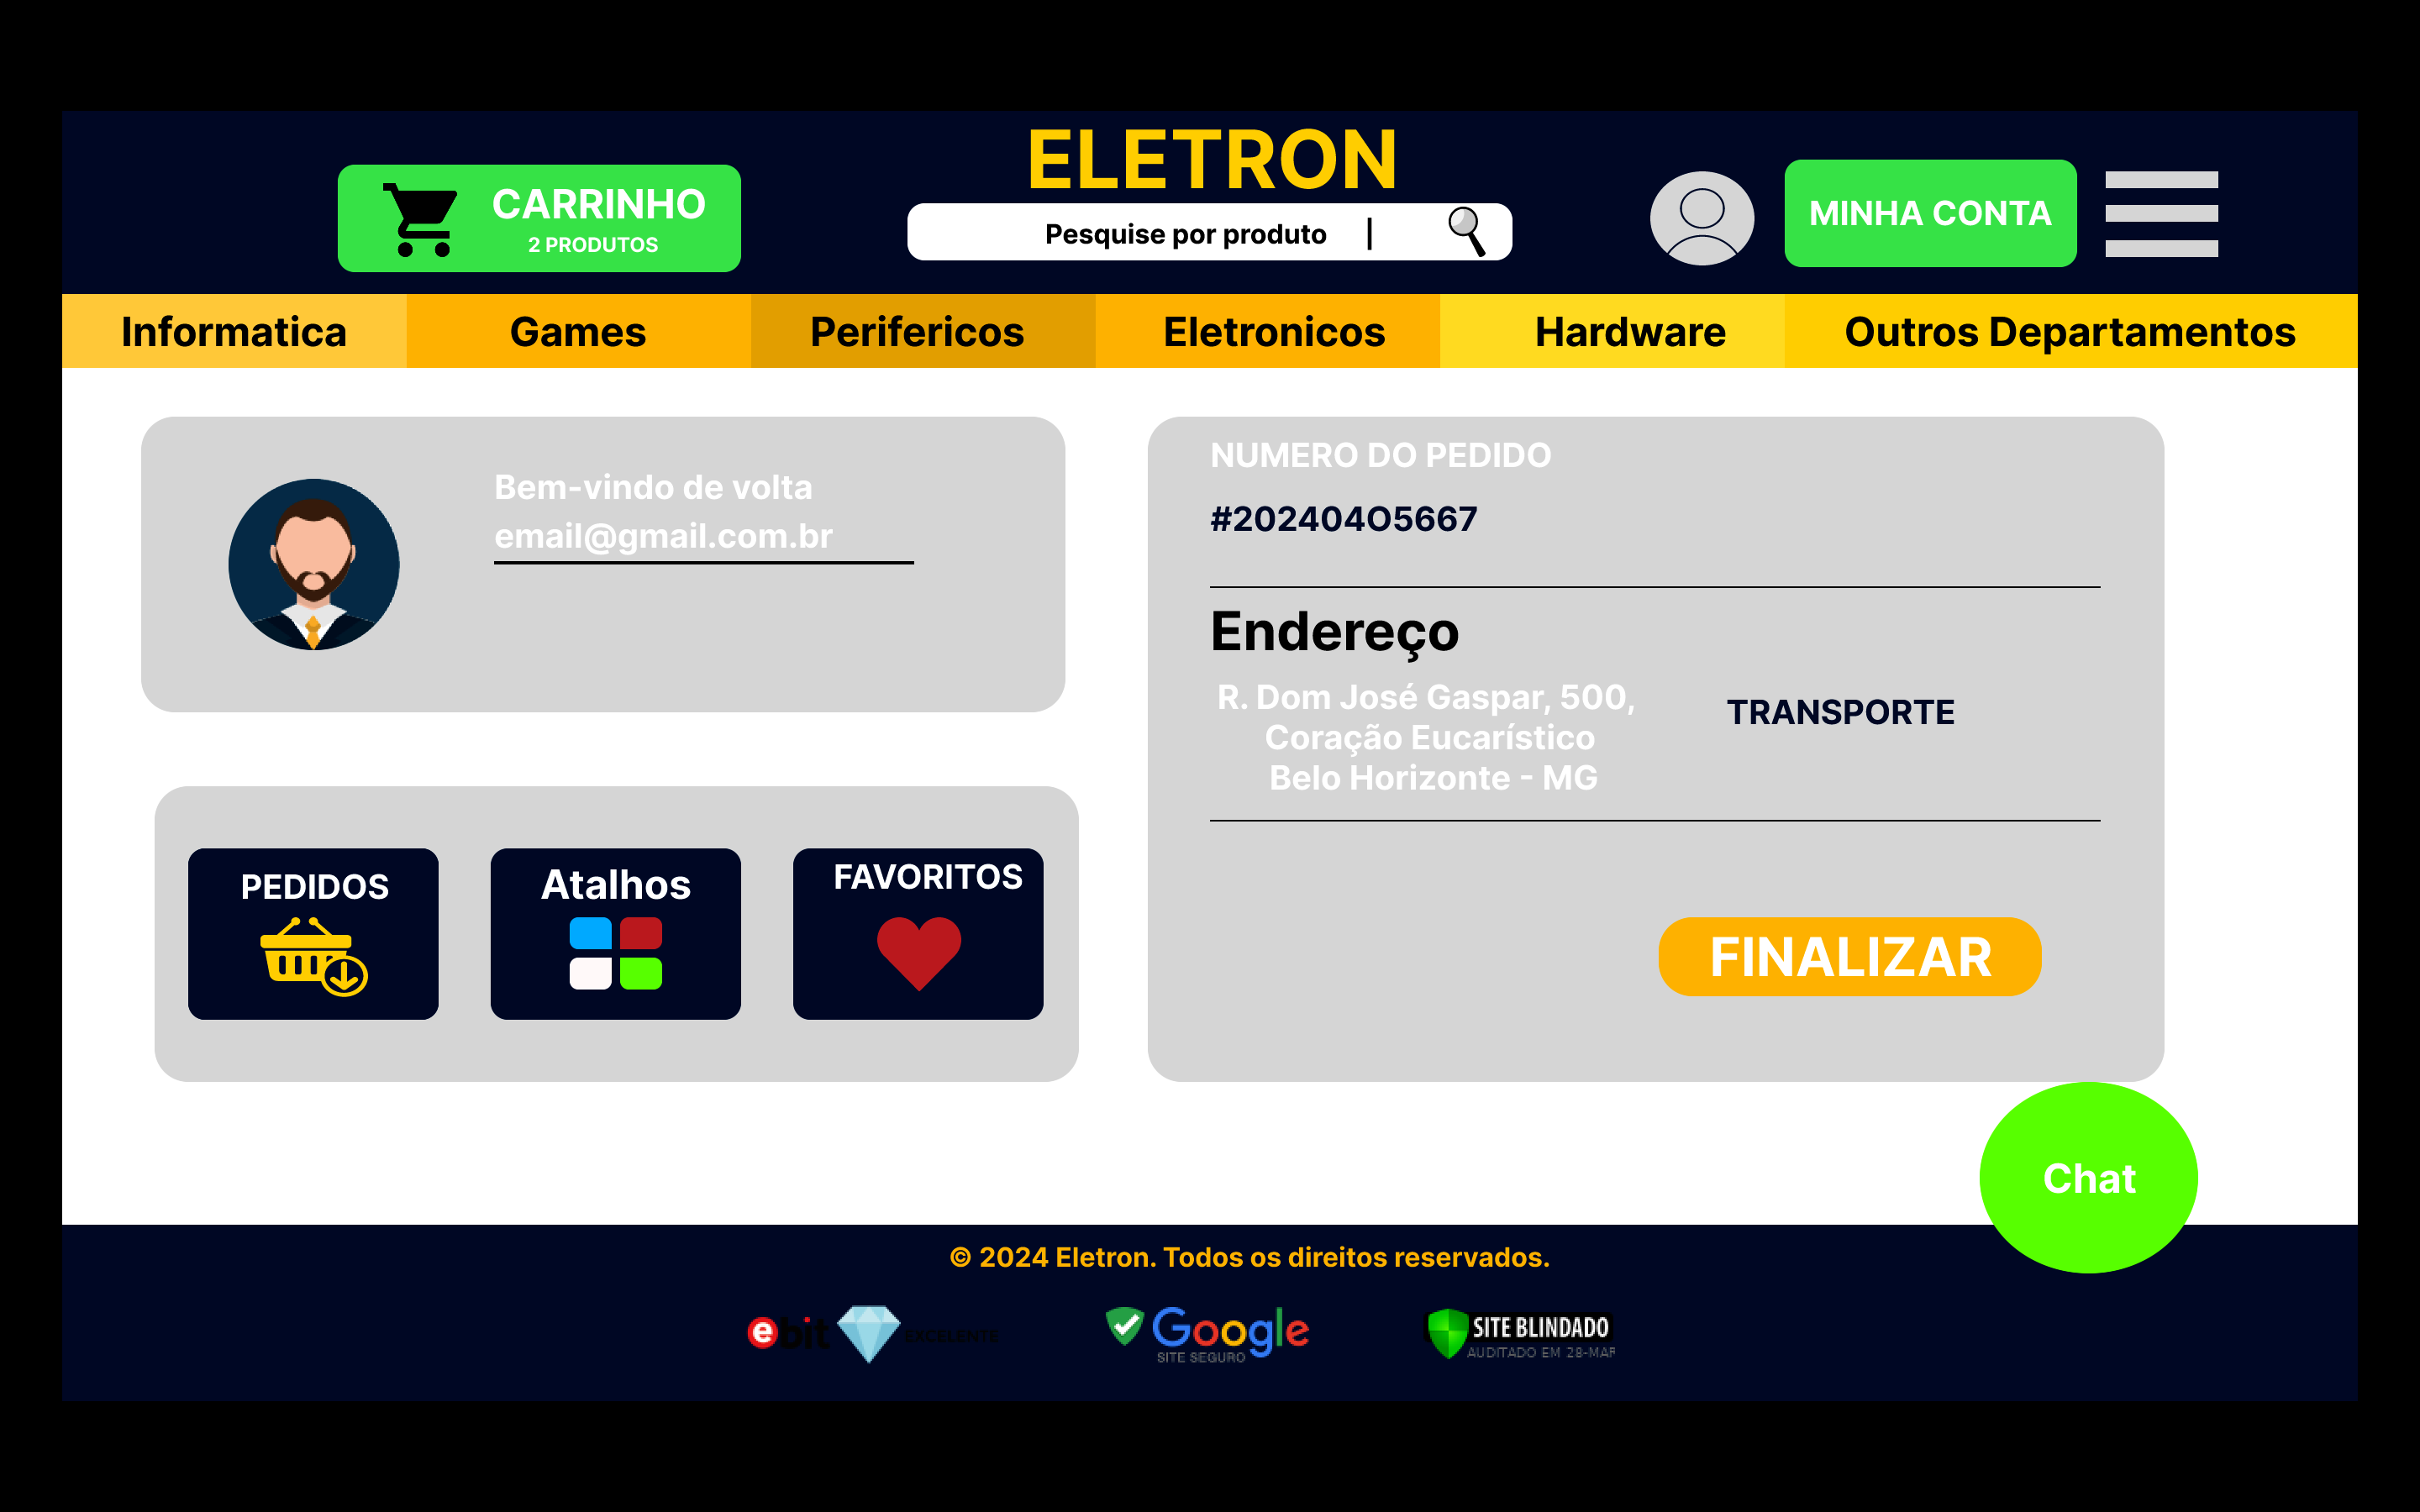 ELETRON
CARRINHO
2 PRODUTOS
Pesquise por produto |
MINHA CONTA
Informatica
Games
Perifericos
Eletronicos
Hardware
Outros Departamentos
Bem-vindo de volta
email@gmail.com.br
NUMERO DO PEDIDO
#202404O5667
Endereço
R. Dom José Gaspar, 500,
Coração Eucarístico
Belo Horizonte - MG
TRANSPORTE
PEDIDOS
Atalhos
FAVORITOS
FINALIZAR
Chat
© 2024 Eletron. Todos os direitos reservados.
ebit
EXCELENTE
Google
SITE SEGURO
SITE BLINDADO
AUDITADO EM 28-MAR